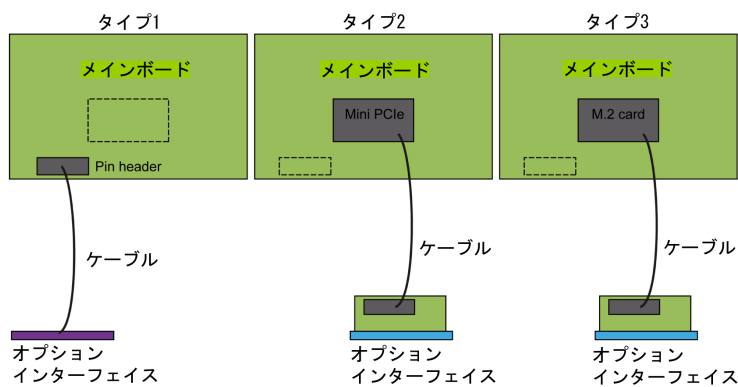 タイプ1
タイプ2
タイプ3
メインボード
メインボード
メインボード
Mini PCIe
M.2 card
Pin header
ケーブル
ケーブル
ケーブル
オプション
インターフェイス
オプション
インターフェイス
オプション
インターフェイス